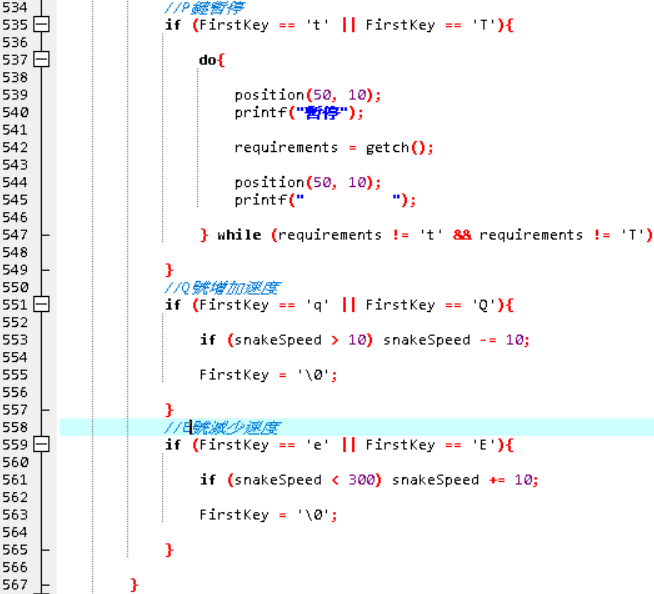 534 //P鍵暫停
535 if (FirstKey == 't' || FirstKey == 'T'){
536
537 do{
538
539 position(50, 10);
540 printf("暫停");
541
542 requirements = getch();
543
544 position(50, 10);
545 printf("          ");
546
547 } while (requirements != 't' && requirements != 'T')
548
549 }
550 //Q號增加速度
551 if (FirstKey == 'q' || FirstKey == 'Q'){
552
553 if (snakeSpeed > 10) snakeSpeed -= 10;
554
555 FirstKey = '\0';
556
557 }
558 //E號減少速度
559 if (FirstKey == 'e' || FirstKey == 'E'){
560
561 if (snakeSpeed < 300) snakeSpeed += 10;
562
563 FirstKey = '\0';
564
565 }
566
567 }